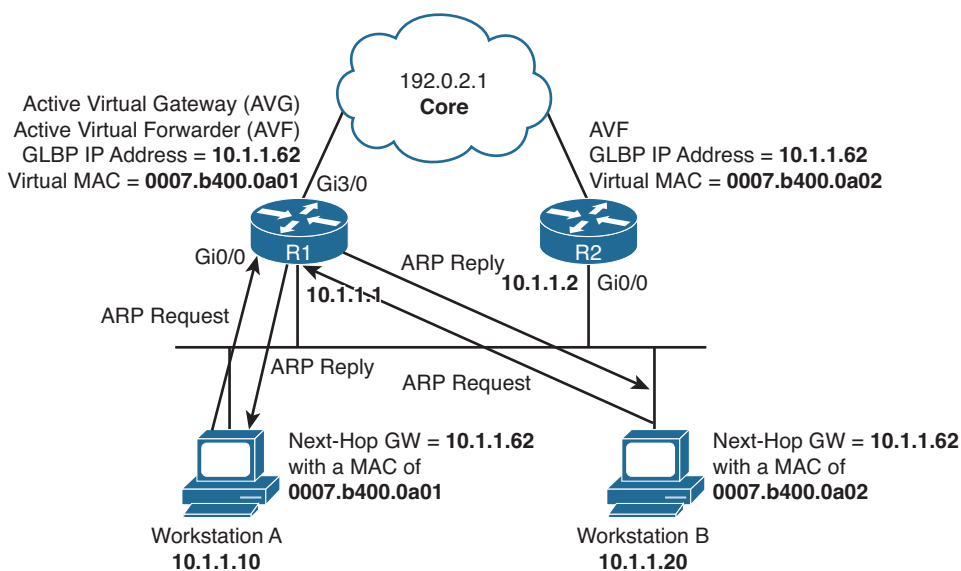 192.0.2.1
Core
Active Virtual Gateway (AVG)
Active Virtual Forwarder (AVF)
GLBP IP Address = 10.1.1.62
Virtual MAC = 0007.b400.0a01
Gi3/0
AVF
GLBP IP Address = 10.1.1.62
Virtual MAC = 0007.b400.0a02
R1
R2
Gi0/0
10.1.1.1
ARP Reply
10.1.1.2
Gi0/0
ARP Request
ARP Reply
ARP Request
Next-Hop GW = 10.1.1.62
with a MAC of
0007.b400.0a01
Next-Hop GW = 10.1.1.62
with a MAC of
0007.b400.0a02
Workstation A
10.1.1.10
Workstation B
10.1.1.20